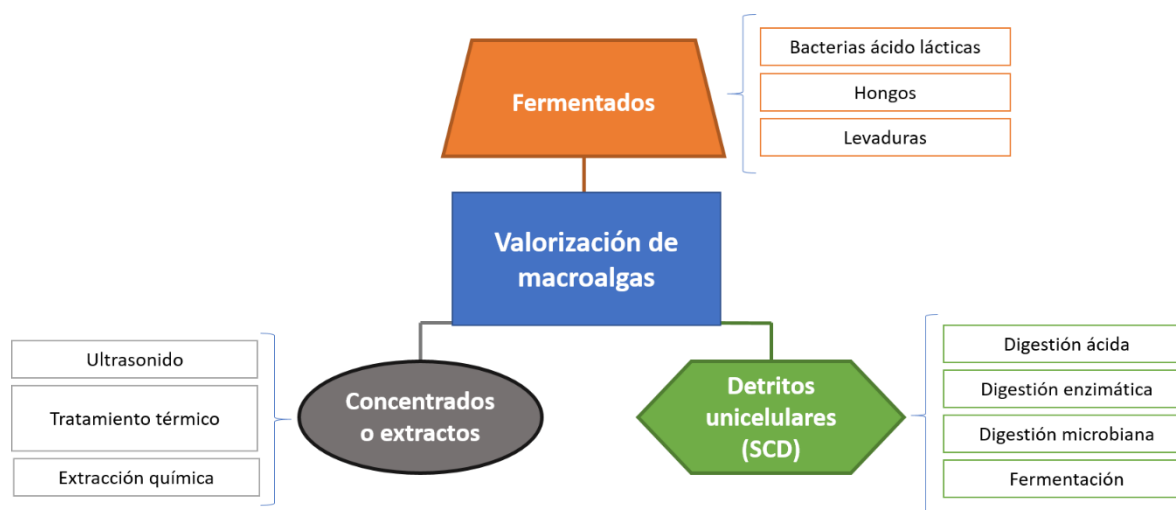 Fermentados
Bacterias ácido lácticas
Hongos
Levaduras
Valorización de
macroalgas
Ultrasonido
Tratamiento térmico
Extracción química
Concentrados
o extractos
Detritos
unicelulares
(SCD)
Digestión ácida
Digestión enzimática
Digestión microbiana
Fermentación